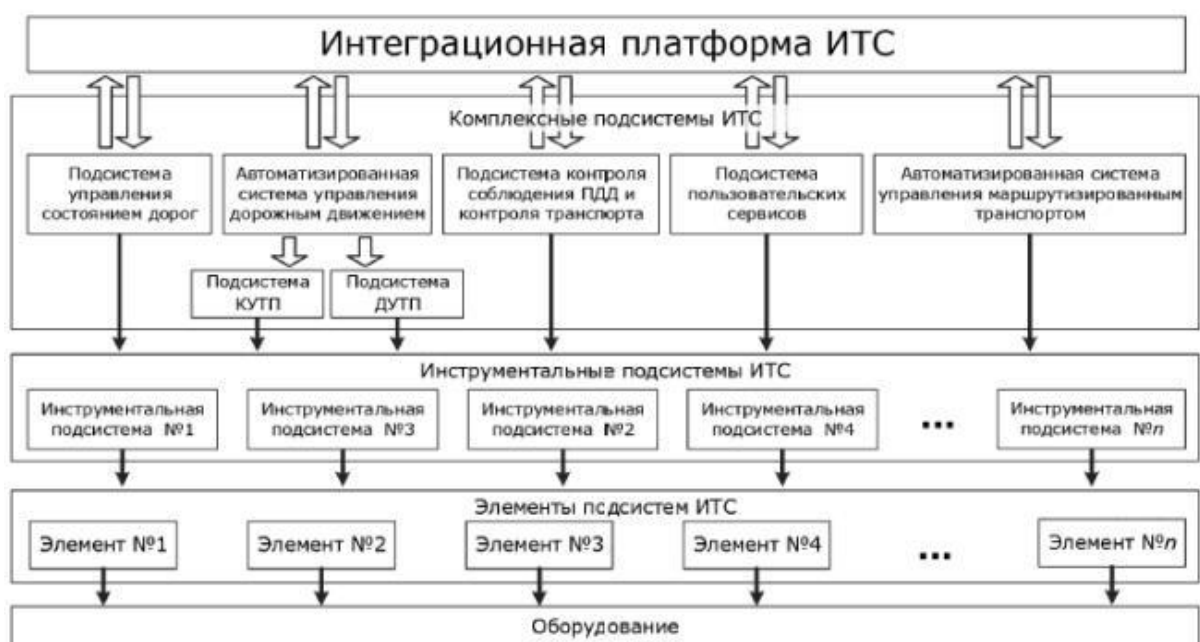 Интеграционная платформа ИТС
Комплексные подсистемы ИТС
Подсистема
управления
состоянием дорог
Автоматизированная
система управления
дорожным движением
Подсистема контроля
соблюдения ПДД и
контроля транспорта
Подсистема
пользовательских
сервисов
Автоматизированная система
управления маршрутизированным
транспортом
Подсистема
КУТП
Подсистема
ДУТП
Инструментальные подсистемы ИТС
Инструментальная
подсистема №1
Инструментальная
подсистема №3
Инструментальная
подсистема №2
Инструментальная
подсистема №4
...
Инструментальная
подсистема №n
Элементы подсистем ИТС
Элемент №1
Элемент №2
Элемент №3
Элемент №4
...
Элемент №n
Оборудование